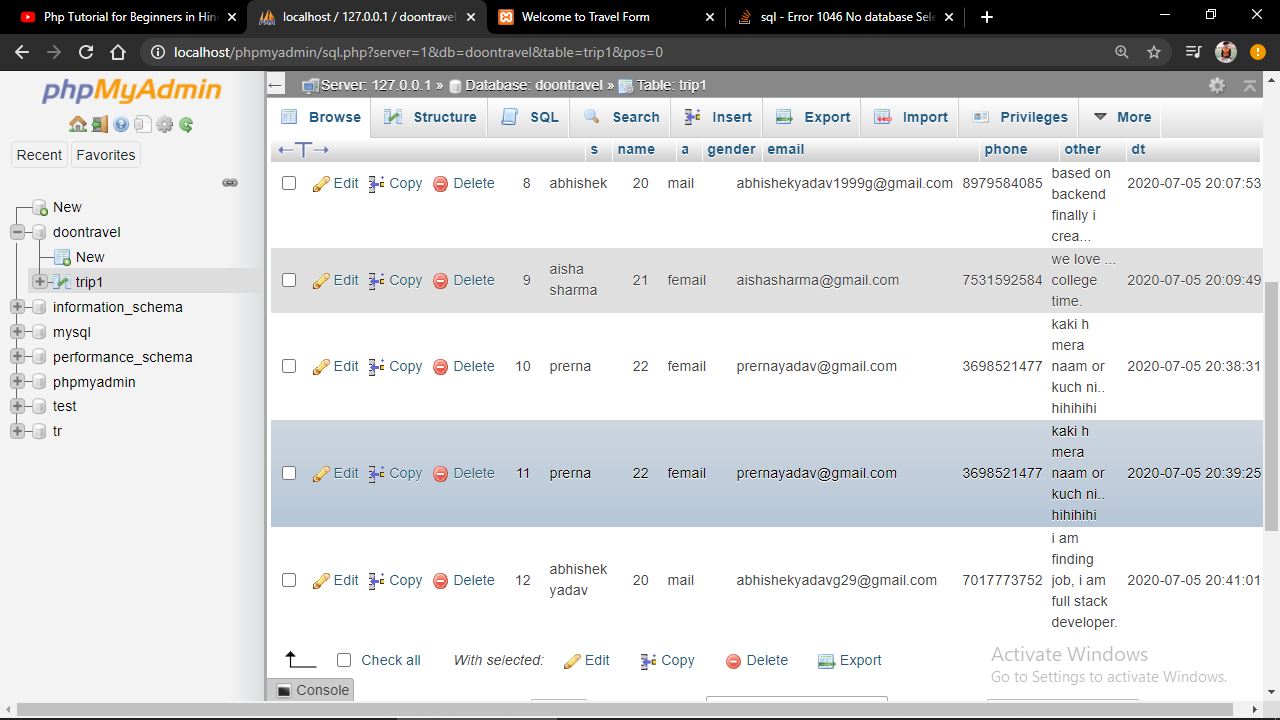 Php Tutorial for Beginners in Hin
localhost / 127.0.0.1 / doontravel
Welcome to Travel Form
sql - Error 1046 No database Sele
localhost/phpmyadmin/sql.php?server=1&db=doontravel&table=trip1&pos=0
phpMyAdmin
Recent
Favorites
New
doontravel
New
trip1
information_schema
mysql
performance_schema
phpmyadmin
test
tr
Server: 127.0.0.1 » Database: doontravel » Table: trip1
Browse Structure SQL Search Insert Export Import Privileges More
s name a gender email phone other dt
Edit Copy Delete 8 abhishek 20 mail abhishekyadav1999g@gmail.com 8979584085
based on
backend
finally i
crea...
2020-07-05 20:07:53
Edit Copy Delete 9
aisha
sharma
21 femail aishasharma@gmail.com 7531592584
we love ...
college
time.
2020-07-05 20:09:49
Edit Copy Delete 10 prerna 22 femail prernayadav@gmail.com 3698521477
kaki h
mera
naam or
kuch ni..
hihihihi
2020-07-05 20:38:31
Edit Copy Delete 11 prerna 22 femail prernayadav@gmail.com 3698521477
kaki h
mera
naam or
kuch ni..
hihihihi
2020-07-05 20:39:25
Edit Copy Delete 12
abhishek
yadav
20 mail abhishekyadavg29@gmail.com 7017773752
i am
finding
job, i am
full stack
developer.
2020-07-05 20:41:01
Check all With selected: Edit Copy Delete Export
Console
Activate Windows
Go to Settings to activate Windows.